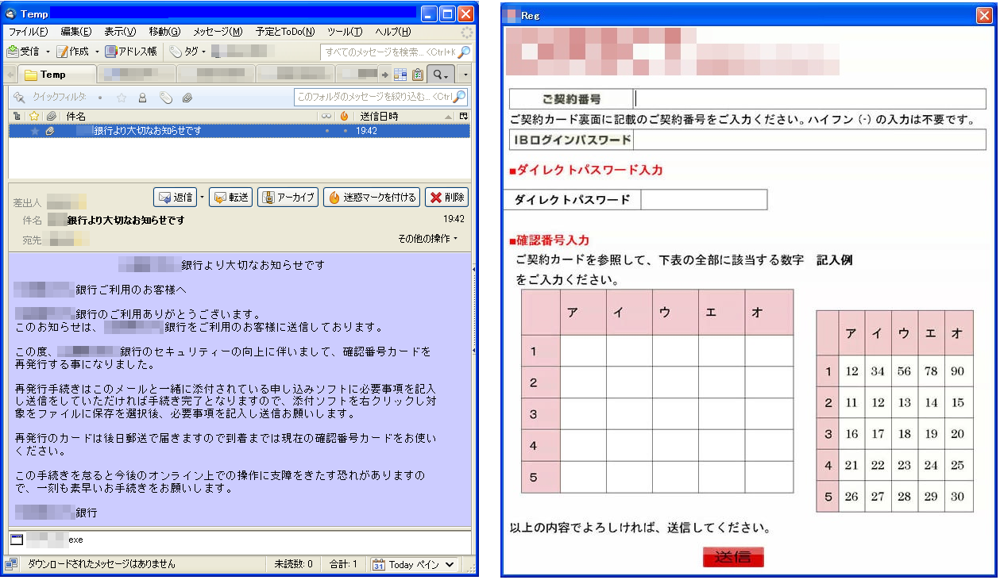 Temp
ファイル(F) 編集(E) 表示(V) 移動(G) メッセージ(M) 予定とToDo(N) ツール(T) ヘルプ(H)
受信 作成 アドレス帳 タグ すべてのメッセージを検索... <Ctrl+K
Temp
クイックフィルタ: このフォルダのメッセージを絞り込む... <Ctrl
件名 送信日時
銀行より大切なお知らせです 19:42
差出人 返信 転送 アーカイブ 迷惑マークを付ける 削除
件名 銀行より大切なお知らせです 19:42
宛先 その他の操作
銀行より大切なお知らせです
銀行ご利用のお客様へ
銀行のご利用ありがとうございます。
このお知らせは、 銀行をご利用のお客様に送信しております。
この度、 銀行のセキュリティーの向上に伴いまして、確認番号カードを
再発行する事になりました。
再発行手続きはこのメールと一緒に添付されている申し込みソフトに必要事項を記入
し送信をしていただければ手続き完了となりますので、添付ソフトを右クリックし対
象をファイルに保存を選択後、必要事項を記入し送信お願いします。
再発行のカードは後日郵送で届きますので到着までは現在の確認番号カードをお使い
ください。
この手続きを怠ると今後のオンライン上での操作に支障をきたす恐れがありますの
で、一刻も素早いお手続きをお願いします。
銀行
exe
ダウンロードされたメッセージはありません 未読数: 0 合計: 1 31 Today ペイン
Reg
ご契約番号
ご契約カード裏面に記載のご契約番号をご入力ください。ハイフン(-)の入力は不要です。
IBログインパスワード
■ダイレクトパスワード入力
ダイレクトパスワード
■確認番号入力
ご契約カードを参照して、下表の全部に該当する数字 記入例
をご入力ください。
ア イ ウ エ オ
1
2
3
4
5
ア イ ウ エ オ
1 12 34 56 78 90
2 11 12 13 14 15
3 16 17 18 19 20
4 21 22 23 24 25
5 26 27 28 29 30
以上の内容でよろしければ、送信してください。
送信